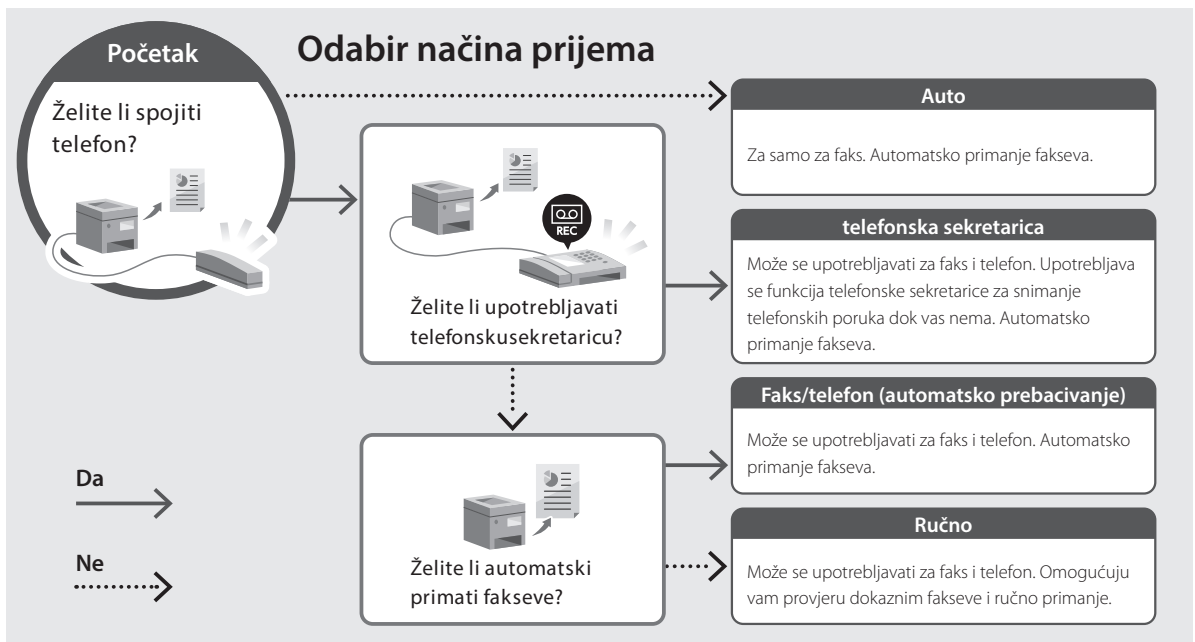 Početak
Odabir načina prijema
Želite li spojiti
telefon?
Auto
Za samo za faks. Automatsko primanje fakseva.
REC
Želite li upotrebljavati
telefonskusekretaricu?
telefonska sekretarica
Može se upotrebljavati za faks i telefon. Upotrebljava
se funkcija telefonske sekretarice za snimanje
telefonskih poruka dok vas nema. Automatsko
primanje fakseva.
Faks/telefon (automatsko prebacivanje)
Može se upotrebljavati za faks i telefon. Automatsko
primanje fakseva.
Da
Ne
Želite li automatski
primati fakseve?
Ručno
Može se upotrebljavati za faks i telefon. Omogućuju
vam provjeru dokaznim fakseve i ručno primanje.